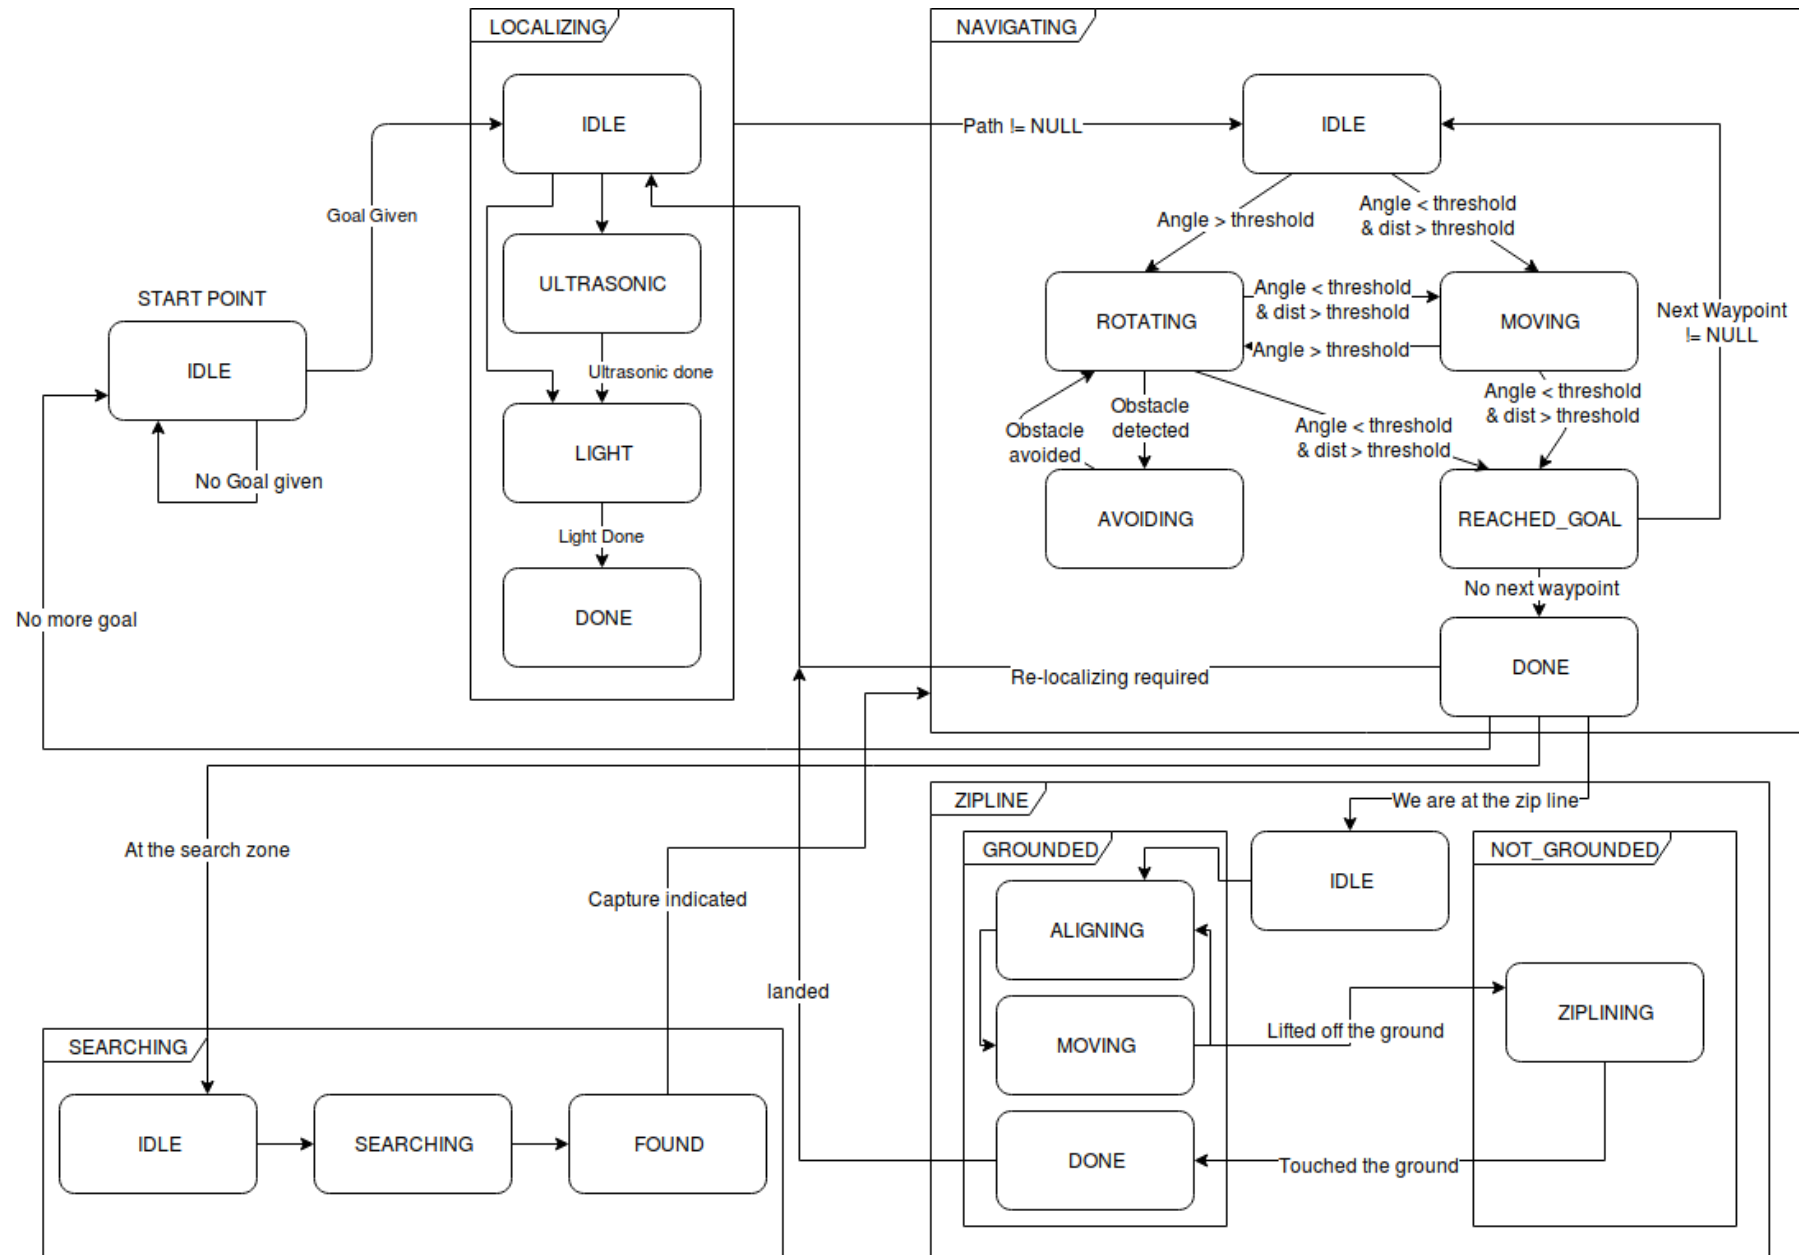 LOCALIZING
IDLE
ULTRASONIC
Ultrasonic done
LIGHT
Light Done
DONE
START POINT
IDLE
Goal Given
No Goal given
No more goal
NAVIGATING
Path != NULL
IDLE
Angle > threshold
Angle < threshold
& dist > threshold
ROTATING
Angle < threshold
& dist > threshold
Angle > threshold
MOVING
Next Waypoint
!= NULL
Obstacle
avoided
Obstacle
detected
Angle < threshold
& dist > threshold
Angle < threshold
& dist > threshold
AVOIDING
REACHED_GOAL
No next waypoint
DONE
Re-localizing required
At the search zone
Capture indicated
landed
SEARCHING
IDLE
SEARCHING
FOUND
ZIPLINE
We are at the zip line
GROUNDED
IDLE
NOT_GROUNDED
ALIGNING
MOVING
Lifted off the ground
ZIPLINING
DONE
Touched the ground